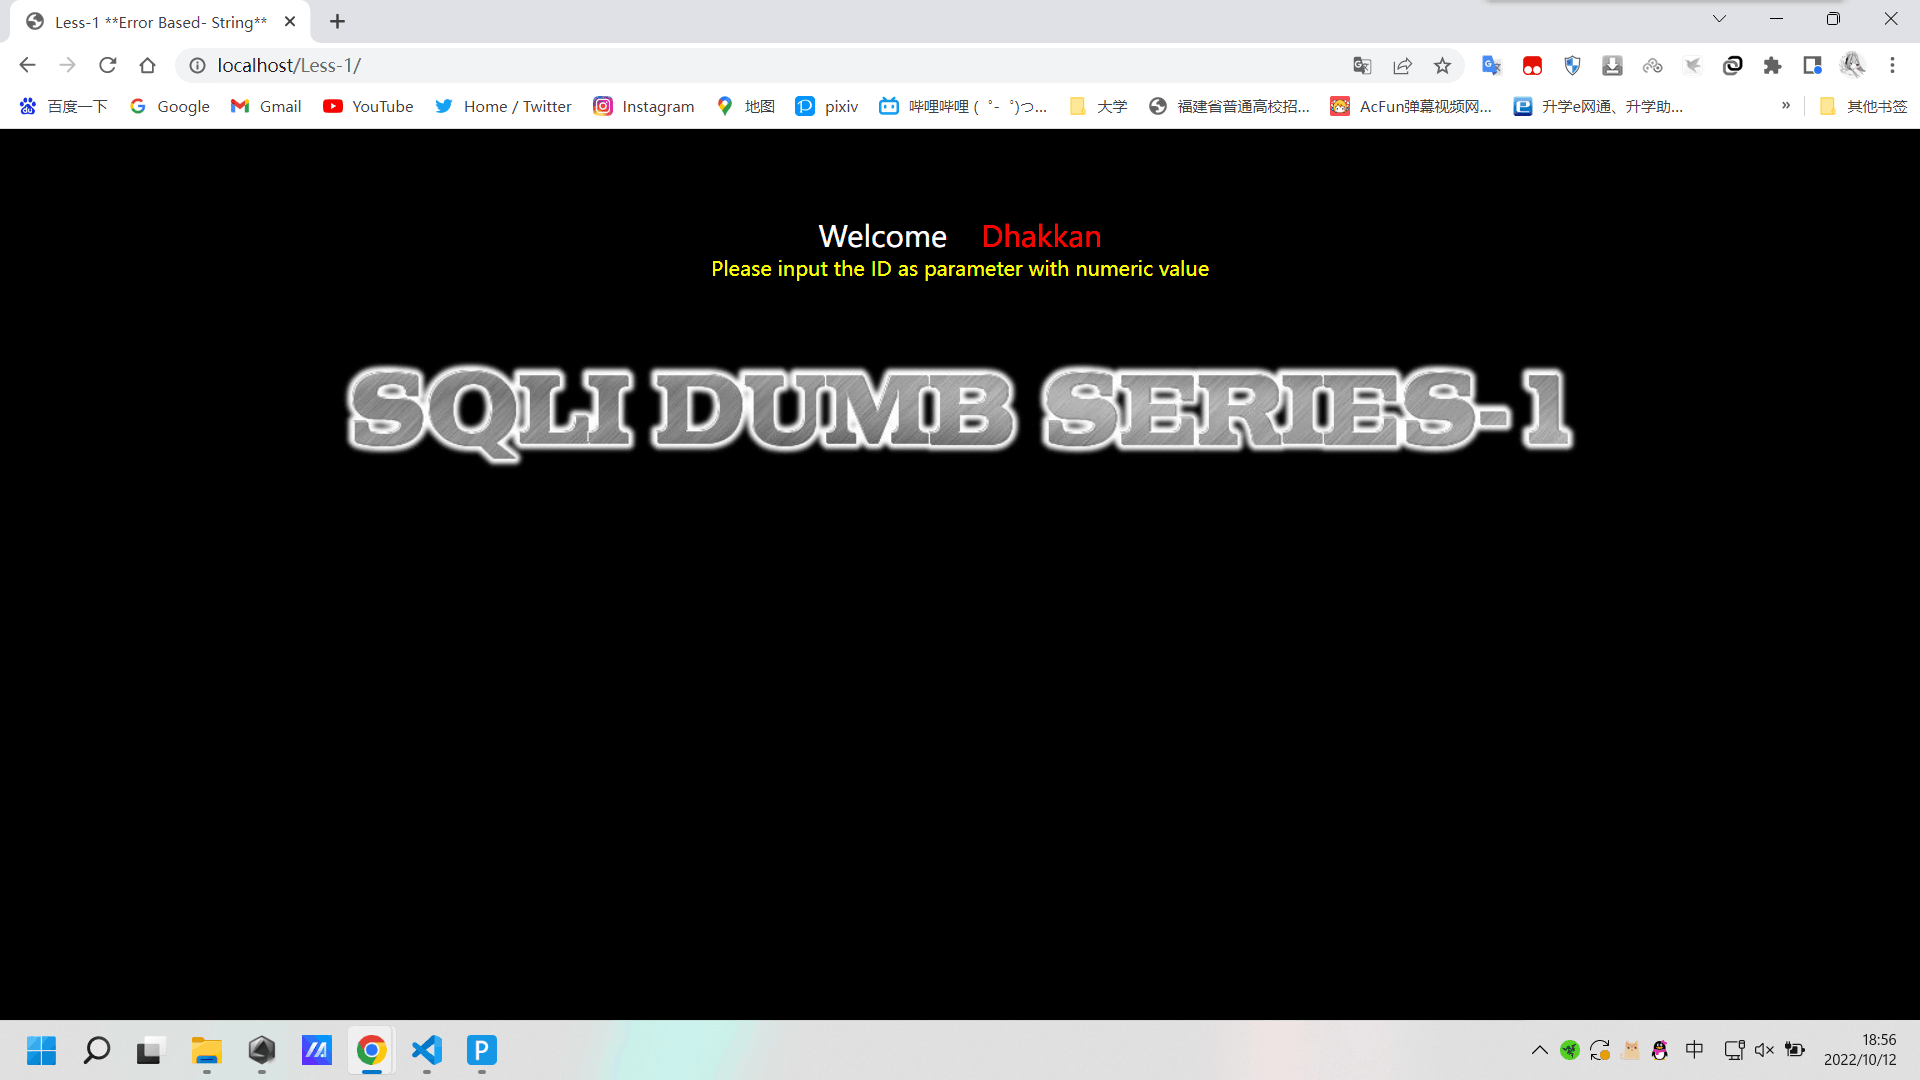 Less-1 **Error Based- String**
localhost/Less-1/
百度一下 Google Gmail YouTube Home / Twitter Instagram 地图 pixiv 哔哩哔哩 ( ゜- ゜)つ... 大学 福建省普通高校招... AcFun弹幕视频网... 升学e网通、升学助... » 其他书签
Welcome Dhakkan
Please input the ID as parameter with numeric value
SQLI DUMB SERIES-1
中 18:56
2022/10/12